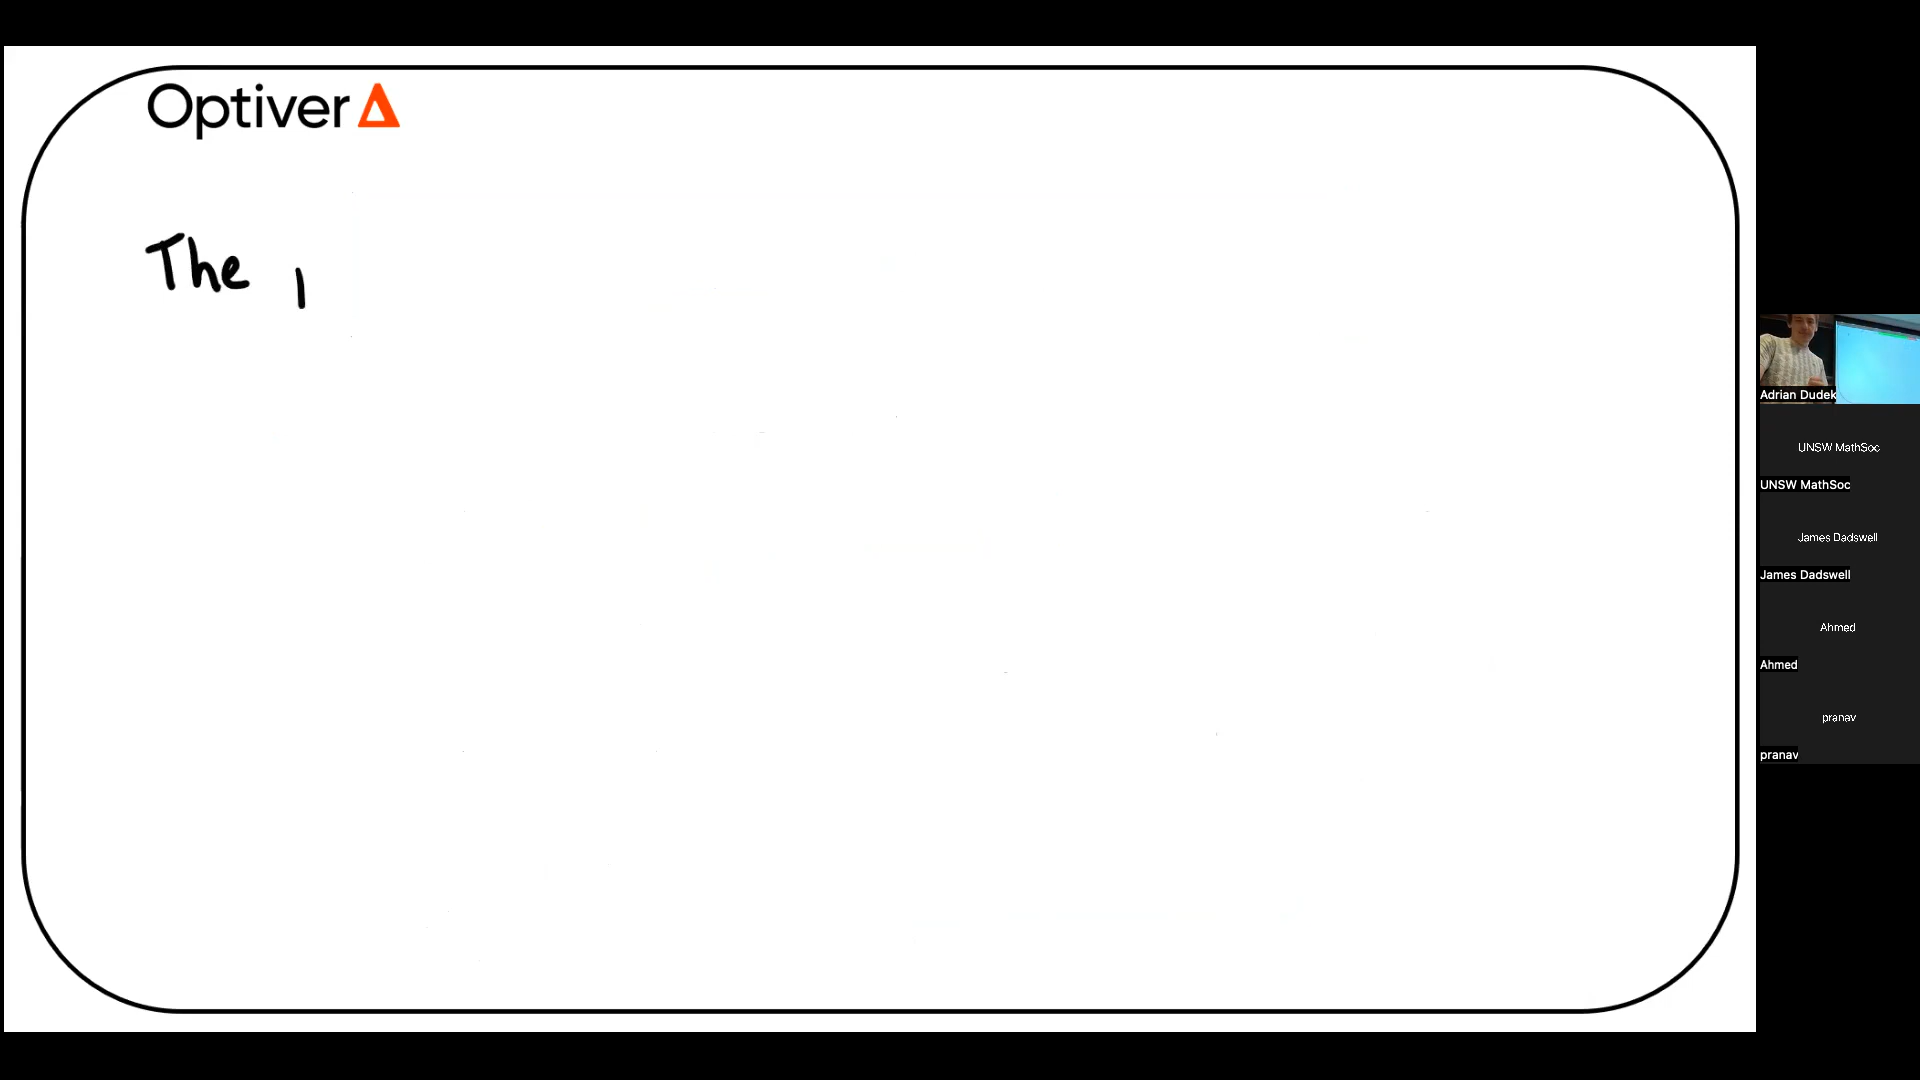 Optiver
The
Adrian Dudek
UNSW MathSoc
UNSW MathSoc
James Dadswell
James Dadswell
Ahmed
Ahmed
pranav
pranav